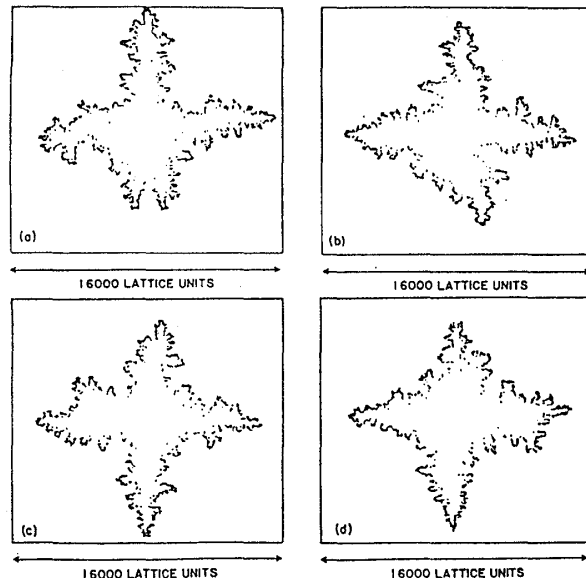 (a)
(b)
16000 LATTICE UNITS
16000 LATTICE UNITS
(c)
(d)
16000 LATTICE UNITS
16000 LATTICE UNITS